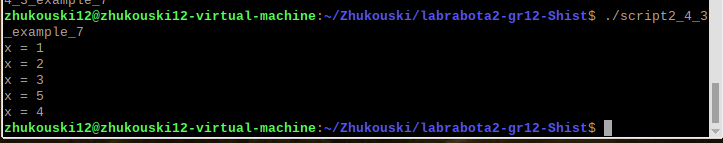 4_3_example_7
zhukouski12@zhukouski12-virtual-machine:~/Zhukouski/labrabota2-gr12-Shist$ ./script2_4_3
_example_7
x = 1
x = 2
x = 3
x = 5
x = 4
zhukouski12@zhukouski12-virtual-machine:~/Zhukouski/labrabota2-gr12-Shist$